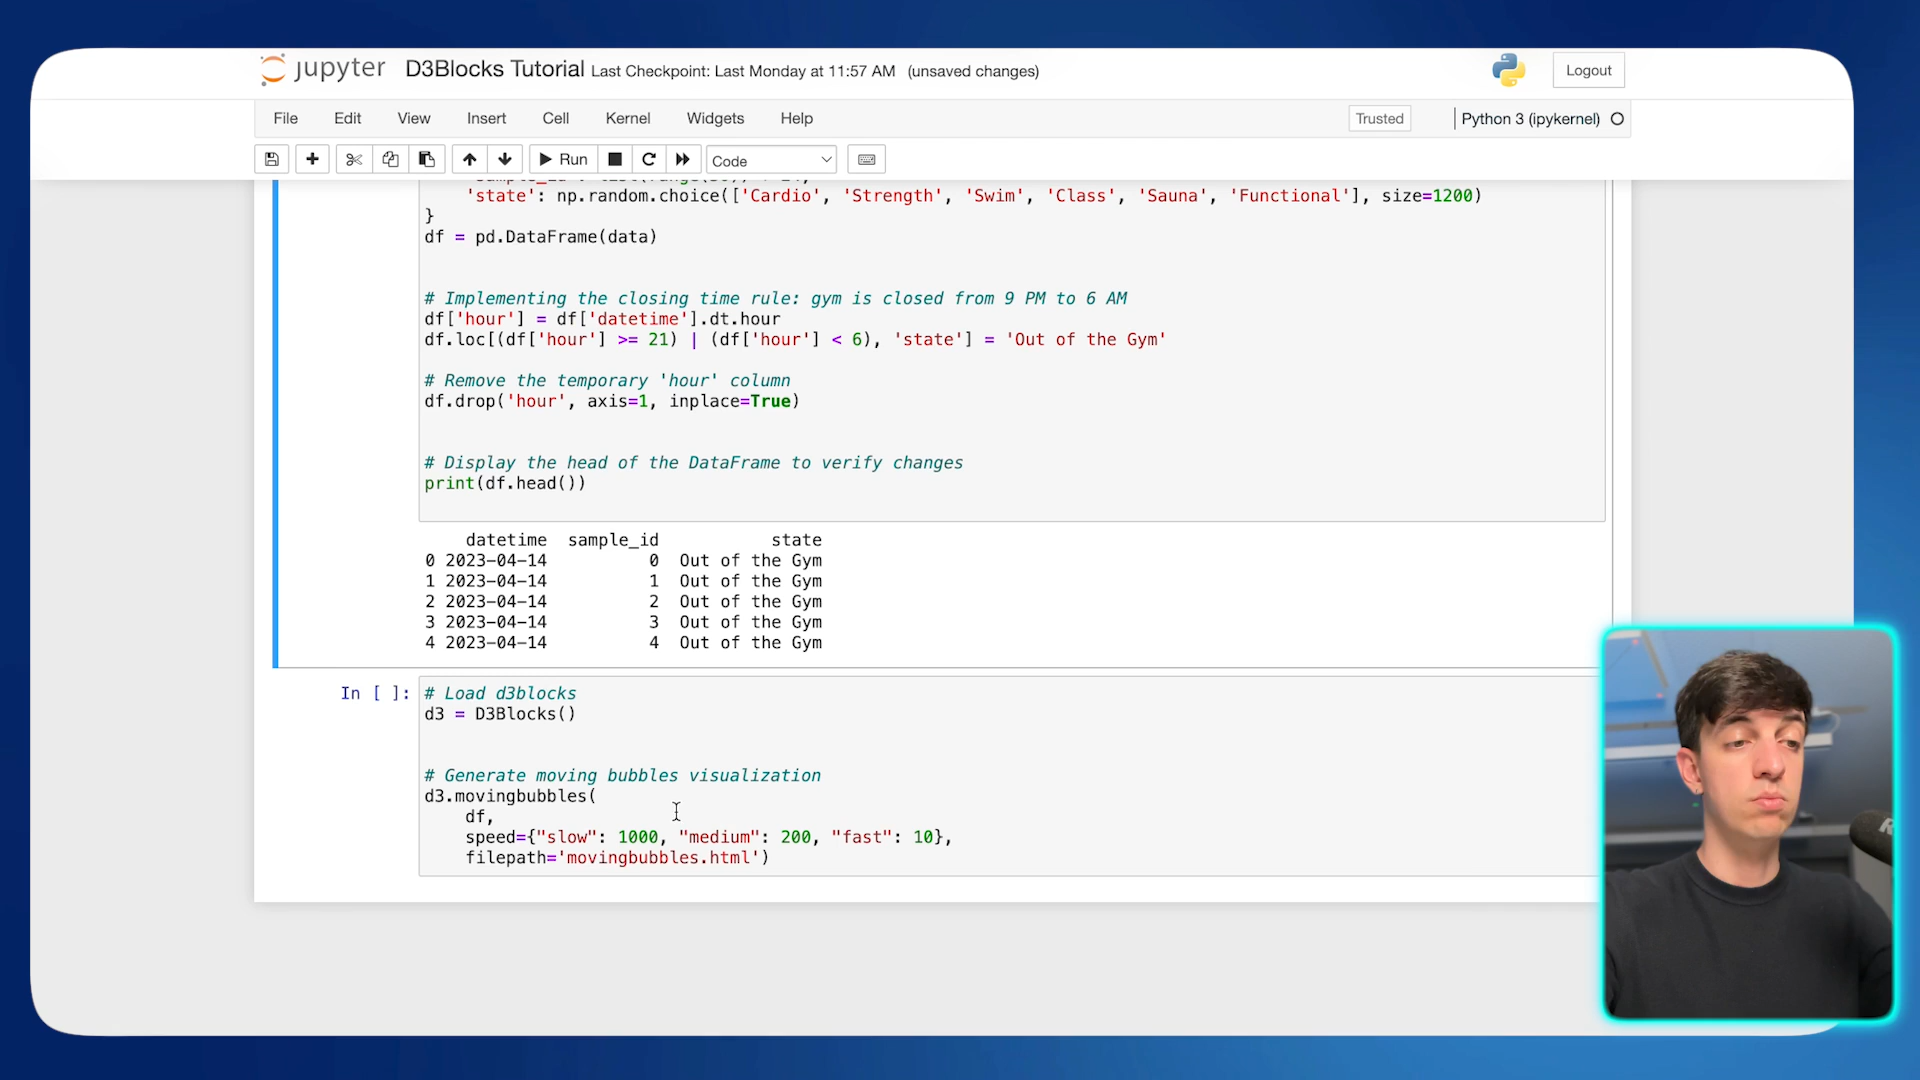 jupyter D3Blocks Tutorial Last Checkpoint: Last Monday at 11:57 AM (unsaved changes) Logout
File Edit View Insert Cell Kernel Widgets Help Trusted Python 3 (ipykernel)
Run Code
'state': np.random.choice(['Cardio', 'Strength', 'Swim', 'Class', 'Sauna', 'Functional'], size=1200)
}
df = pd.DataFrame(data)
# Implementing the closing time rule: gym is closed from 9 PM to 6 AM
df['hour'] = df['datetime'].dt.hour
df.loc[(df['hour'] >= 21) | (df['hour'] < 6), 'state'] = 'Out of the Gym'
# Remove the temporary 'hour' column
df.drop('hour', axis=1, inplace=True)
# Display the head of the DataFrame to verify changes
print(df.head())
datetime sample_id state
0 2023-04-14 0 Out of the Gym
1 2023-04-14 1 Out of the Gym
2 2023-04-14 2 Out of the Gym
3 2023-04-14 3 Out of the Gym
4 2023-04-14 4 Out of the Gym
In [ ]: # Load d3blocks
d3 = D3Blocks()
# Generate moving bubbles visualization
d3.movingbubbles(
df,
speed={"slow": 1000, "medium": 200, "fast": 10},
filepath='movingbubbles.html')